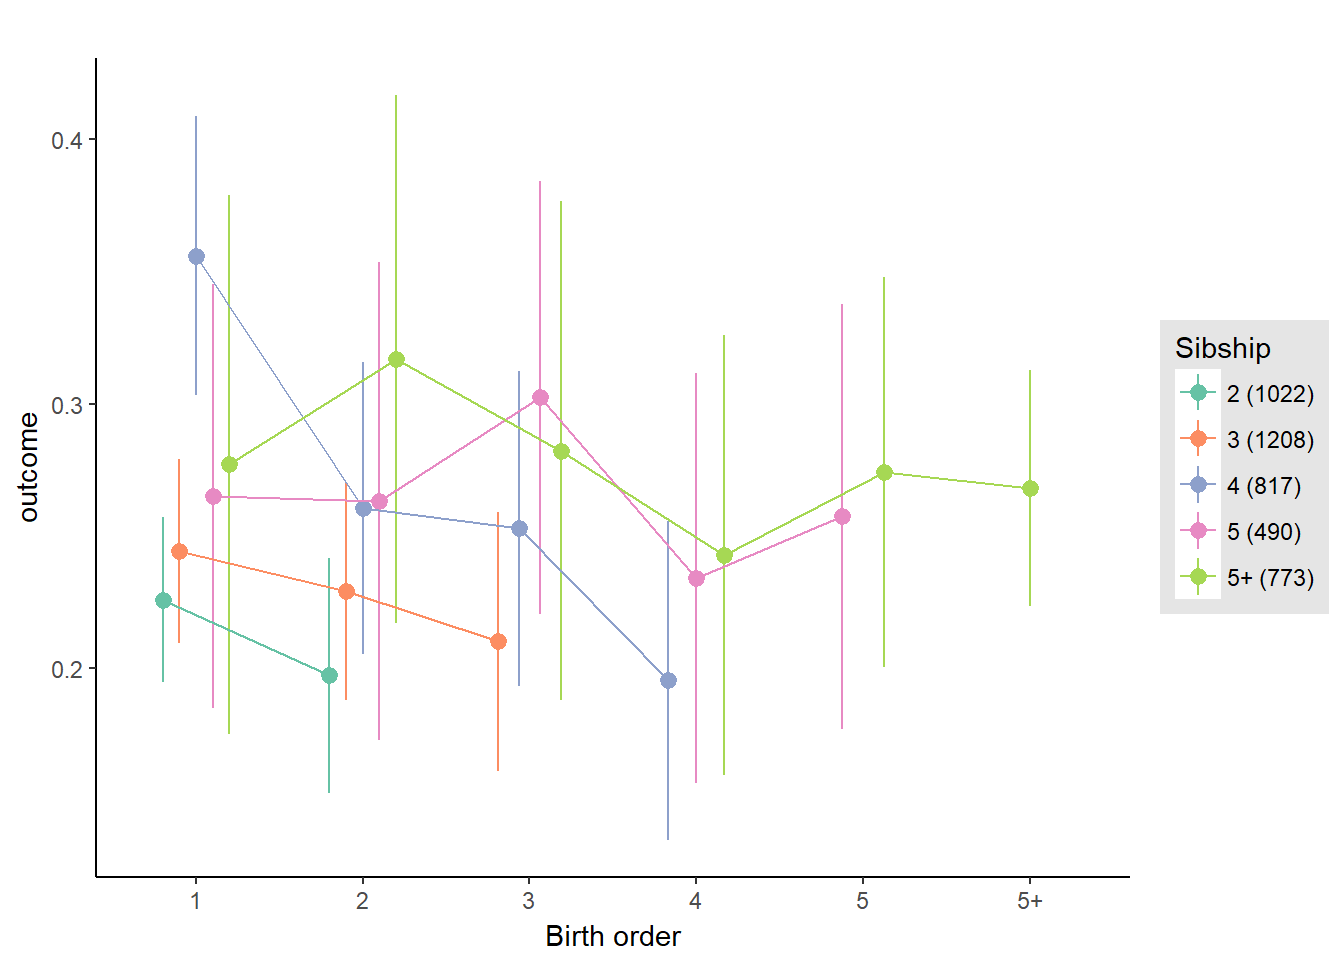 0.4
0.3
0.2
outcome
1 2 3 4 5 5+
Birth order
Sibship
2 (1022)
3 (1208)
4 (817)
5 (490)
5+ (773)